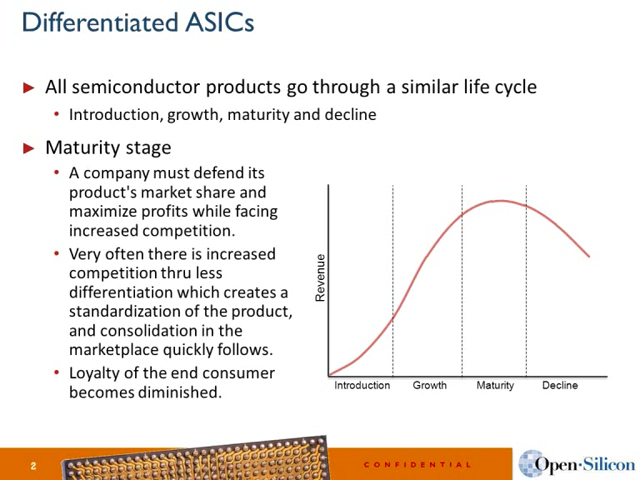 Differentiated ASICs
► All semiconductor products go through a similar life cycle
• Introduction, growth, maturity and decline
► Maturity stage
• A company must defend its
product's market share and
maximize profits while facing
increased competition.
• Very often there is increased
competition thru less
differentiation which creates a
standardization of the product,
and consolidation in the
marketplace quickly follows.
• Loyalty of the end consumer
becomes diminished.
Revenue
Introduction Growth Maturity Decline
2
CONFIDENTIAL
Open-Silicon